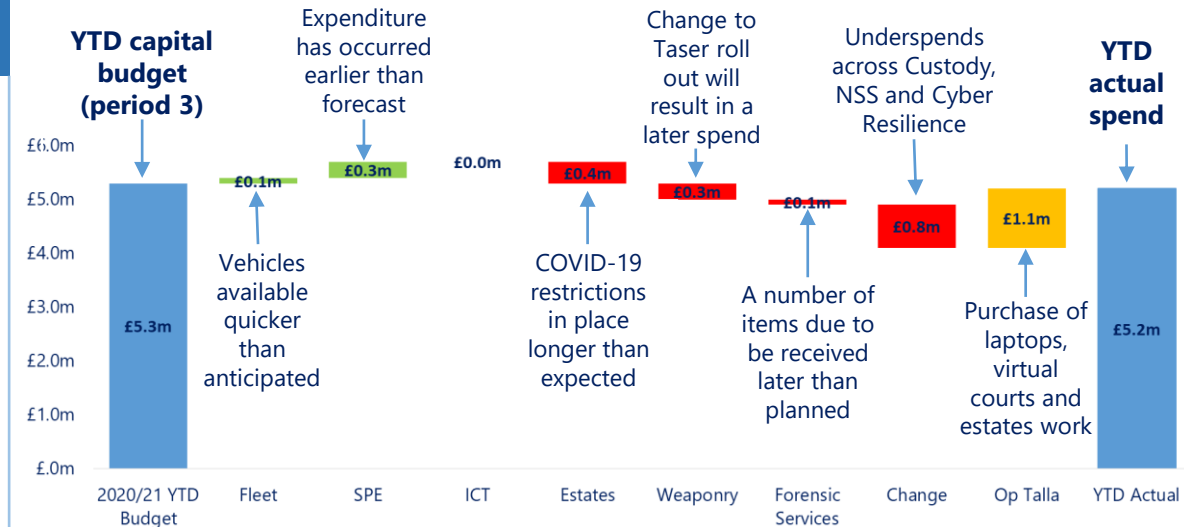 YTD capital
budget
(period 3)
Expenditure
has occurred
earlier than
forecast
Change to
Taser roll
out will
result in a
later spend
Underspends
across Custody,
NSS and Cyber
Resilience
YTD
actual
spend
£6.0m
£5.0m
£4.0m
£3.0m
£2.0m
£1.0m
£.0m
£5.3m
£0.1m
£0.3m
£0.0m
£0.4m
£0.3m
£0.1m
£0.8m
£1.1m
£5.2m
Vehicles
available
quicker
than
anticipated
COVID-19
restrictions
in place
longer than
expected
A number of
items due to
be received
later than
planned
Purchase of
laptops,
virtual
courts and
estates work
2020/21 YTD
Budget
Fleet
SPE
ICT
Estates
Weaponry
Forensic
Services
Change
Op Talla
YTD Actual